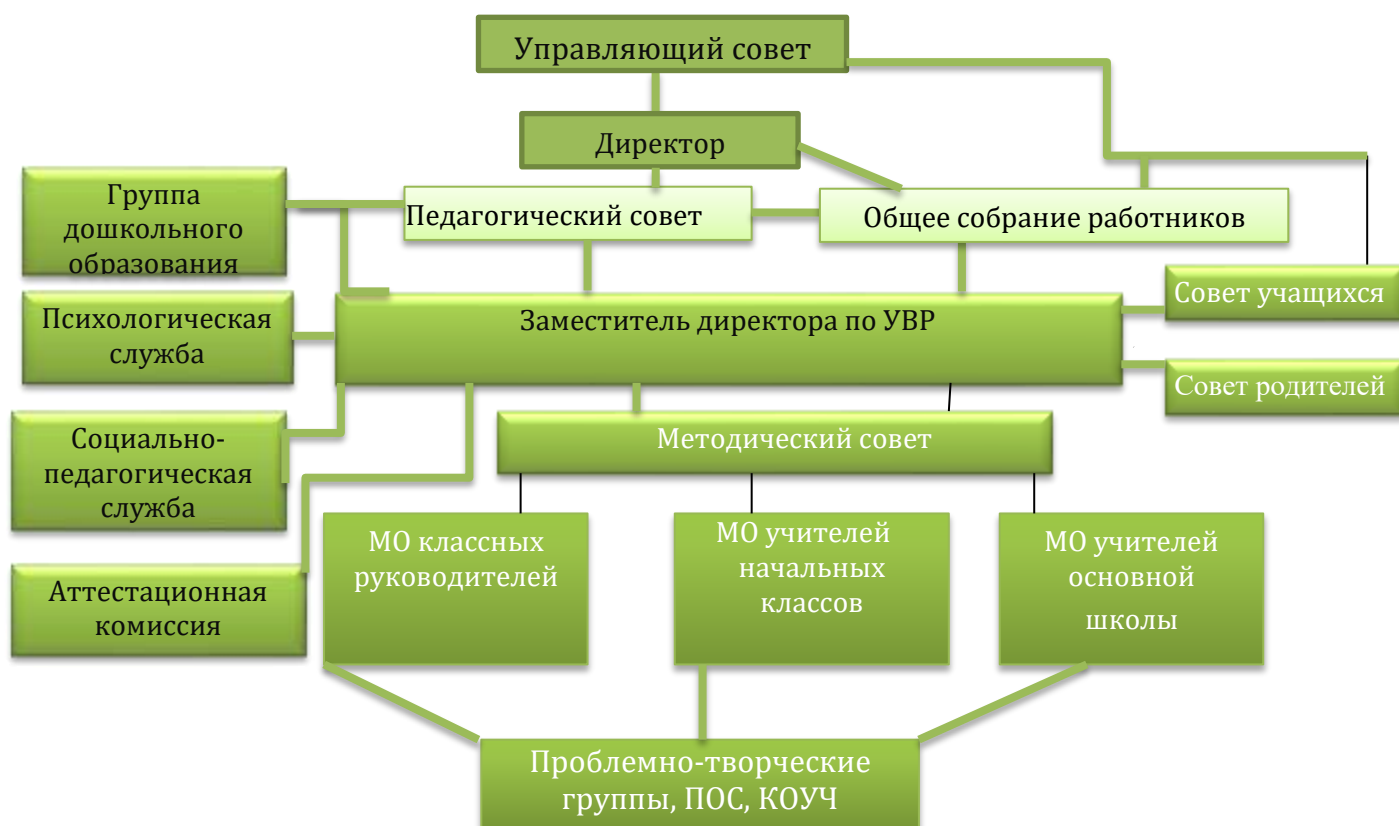 Управляющий совет
Директор
Группа
дошкольного
образования
Педагогический совет
Общее собрание работников
Психологическая
служба
Заместитель директора по УВР
Совет учащихся
Совет родителей
Социально-
педагогическая
служба
Методический совет
Аттестационная
комиссия
МО классных
руководителей
МО учителей
начальных
классов
МО учителей
основной
школы
Проблемно-творческие
группы, ПОС, КОУЧ